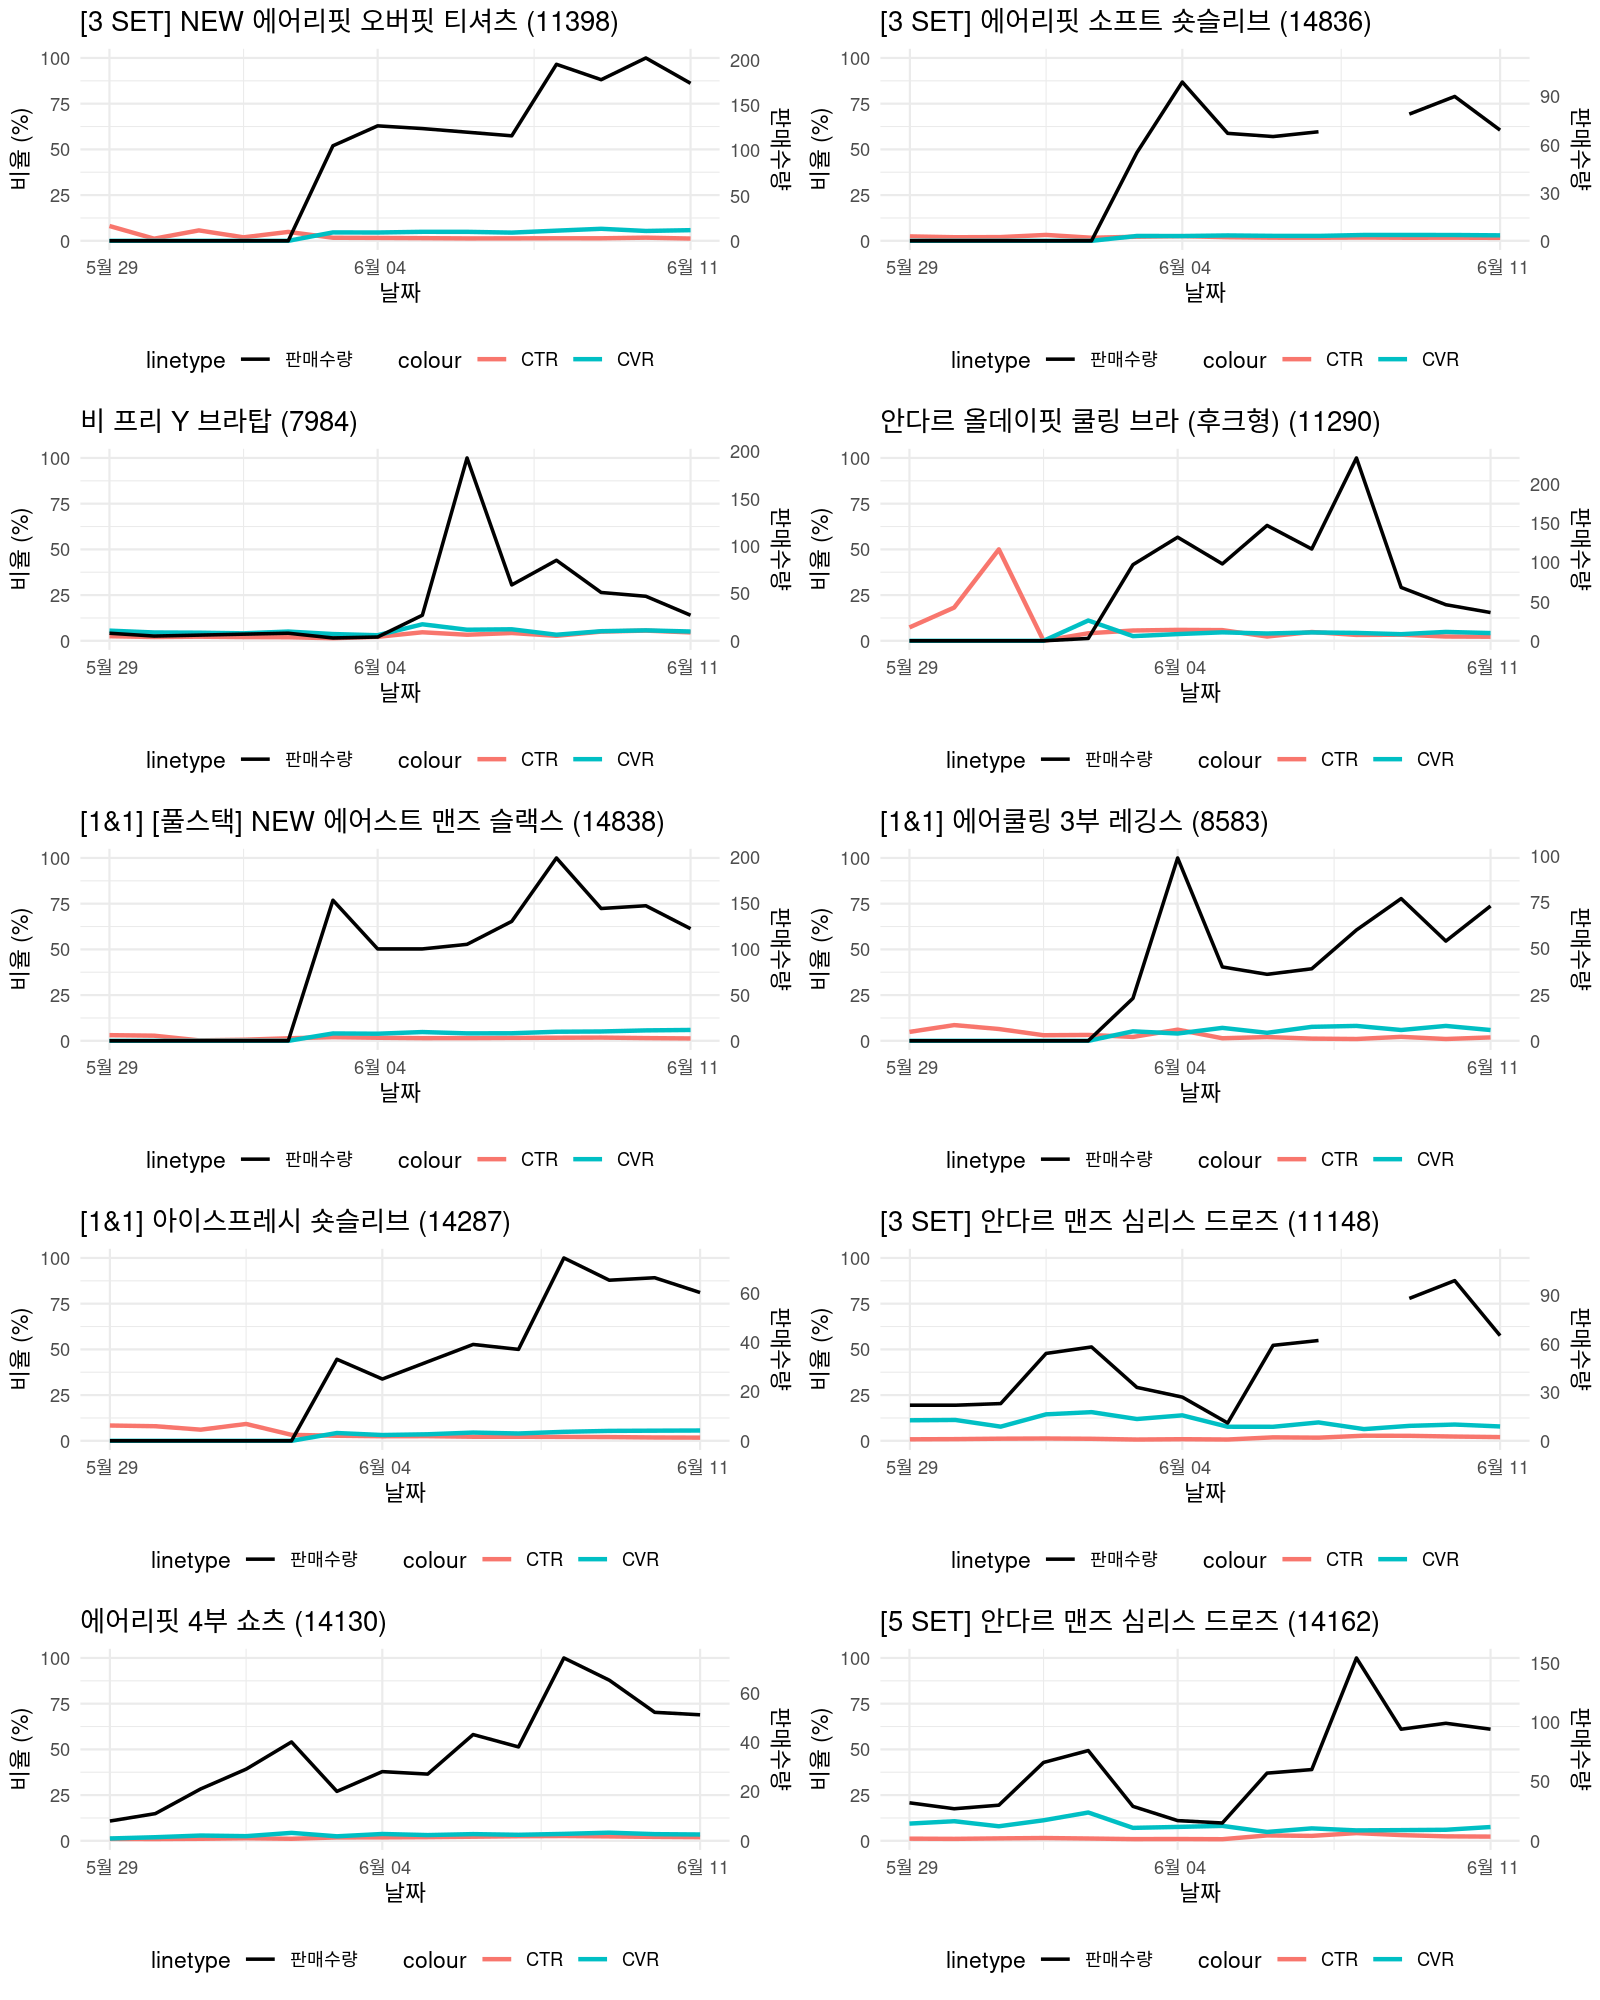 [3 SET] NEW 에어리핏 오버핏 티셔츠 (11398)
비율 (%)
100
75
50
25
0
200
150
100
50
0
판매수량
5월 29
6월 04
6월 11
날짜
linetype 판매수량 colour CTR CVR
[3 SET] 에어리핏 소프트 숏슬리브 (14836)
비율 (%)
100
75
50
25
0
90
60
30
0
판매수량
5월 29
6월 04
6월 11
날짜
linetype 판매수량 colour CTR CVR
비 프리 Y 브라탑 (7984)
비율 (%)
100
75
50
25
0
200
150
100
50
0
판매수량
5월 29
6월 04
6월 11
날짜
linetype 판매수량 colour CTR CVR
안다르 올데이핏 쿨링 브라 (후크형) (11290)
비율 (%)
100
75
50
25
0
200
150
100
50
0
판매수량
5월 29
6월 04
6월 11
날짜
linetype 판매수량 colour CTR CVR
[1&1] [풀스택] NEW 에어스트 맨즈 슬랙스 (14838)
비율 (%)
100
75
50
25
0
200
150
100
50
0
판매수량
5월 29
6월 04
6월 11
날짜
linetype 판매수량 colour CTR CVR
[1&1] 에어쿨링 3부 레깅스 (8583)
비율 (%)
100
75
50
25
0
100
75
50
25
0
판매수량
5월 29
6월 04
6월 11
날짜
linetype 판매수량 colour CTR CVR
[1&1] 아이스프레시 숏슬리브 (14287)
비율 (%)
100
75
50
25
0
60
40
20
0
판매수량
5월 29
6월 04
6월 11
날짜
linetype 판매수량 colour CTR CVR
[3 SET] 안다르 맨즈 심리스 드로즈 (11148)
비율 (%)
100
75
50
25
0
90
60
30
0
판매수량
5월 29
6월 04
6월 11
날짜
linetype 판매수량 colour CTR CVR
에어리핏 4부 쇼츠 (14130)
비율 (%)
100
75
50
25
0
60
40
20
0
판매수량
5월 29
6월 04
6월 11
날짜
linetype 판매수량 colour CTR CVR
[5 SET] 안다르 맨즈 심리스 드로즈 (14162)
비율 (%)
100
75
50
25
0
150
100
50
0
판매수량
5월 29
6월 04
6월 11
날짜
linetype 판매수량 colour CTR CVR